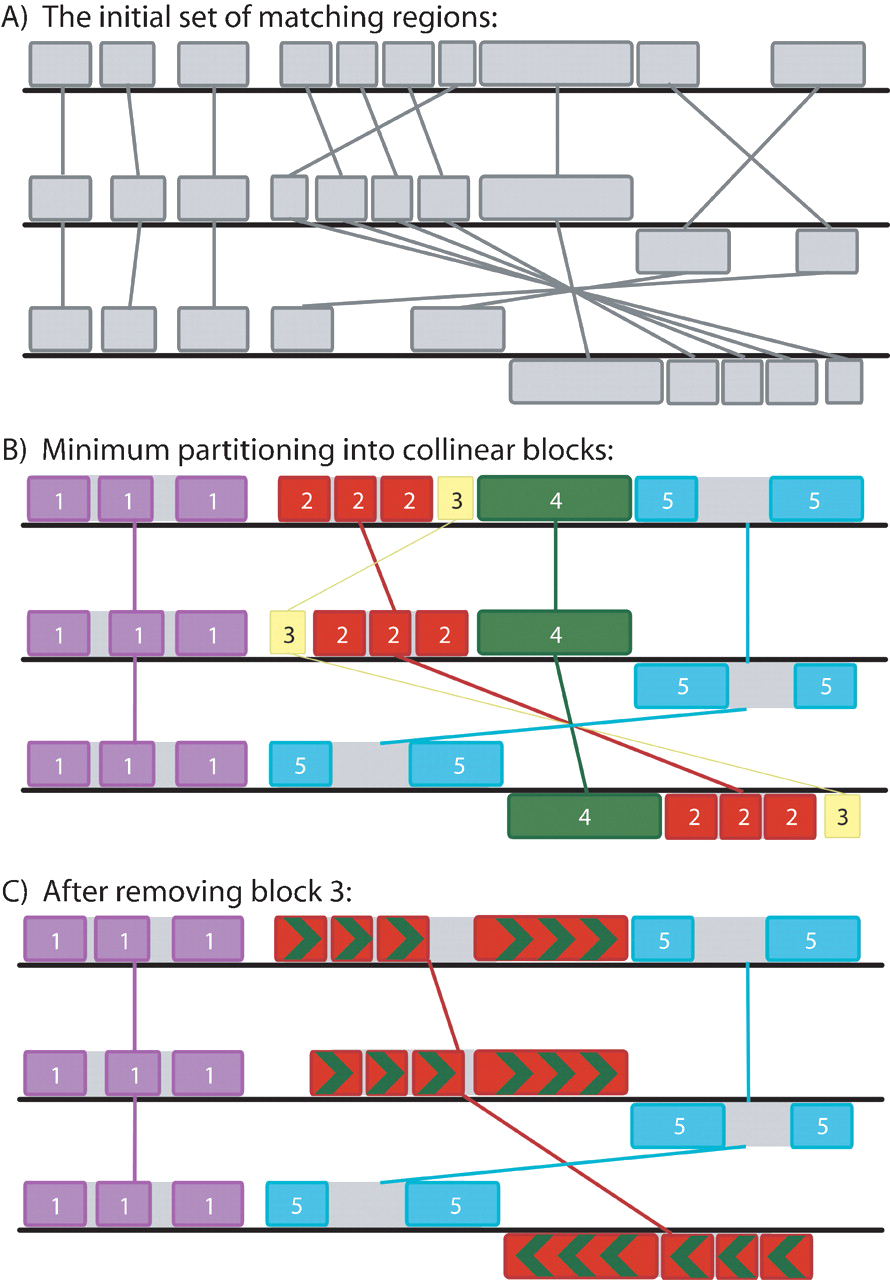 A) The initial set of matching regions:
B) Minimum partitioning into collinear blocks:
1 1 1 2 2 2 3 4 5 5
1 1 1 3 2 2 2 4
5 5
1 1 1 5 5
4 2 2 2 3
C) After removing block 3:
1 1 1 5 5
1 1 1
5 5
1 1 1 5 5